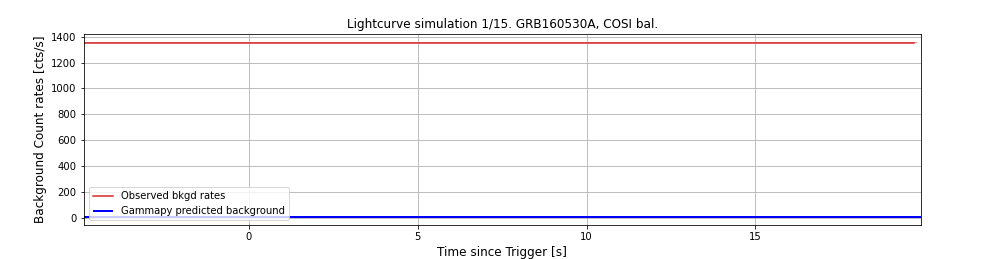 Lightcurve simulation 1/15. GRB160530A, COSI bal.
Background Count rates [cts/s]
1400
1200
1000
800
600
400
200
0
Observed bkgd rates
Gammapy predicted background
0 5 10 15
Time since Trigger [s]